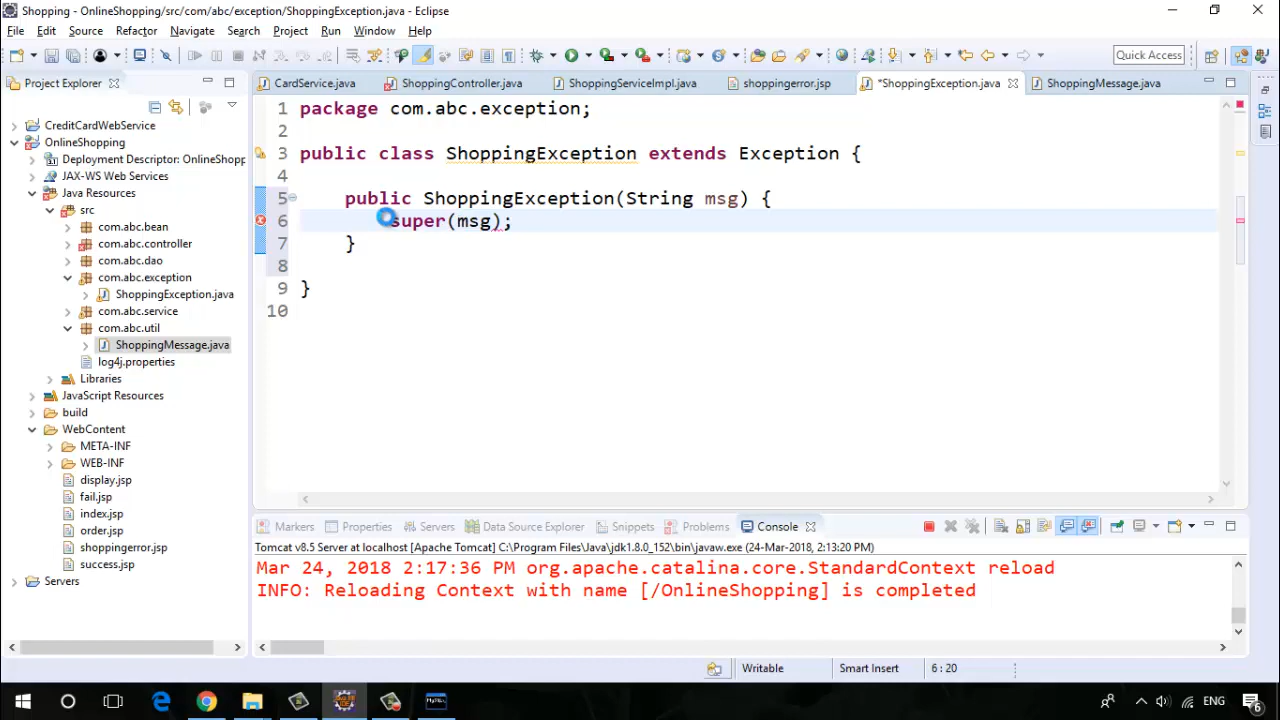 Shopping - OnlineShopping/src/com/abc/exception/ShoppingException.java - Eclipse
File Edit Source Refactor Navigate Search Project Run Window Help
Quick Access
Project Explorer
CardService.java ShoppingController.java ShoppingServiceImpl.java shoppingerror.jsp *ShoppingException.java ShoppingMessage.java
CreditCardWebService
OnlineShopping
Deployment Descriptor: OnlineShopp
JAX-WS Web Services
Java Resources
src
com.abc.bean
com.abc.controller
com.abc.dao
com.abc.exception
ShoppingException.java
com.abc.service
com.abc.util
ShoppingMessage.java
log4j.properties
Libraries
JavaScript Resources
build
WebContent
META-INF
WEB-INF
display.jsp
fail.jsp
index.jsp
order.jsp
shoppingerror.jsp
success.jsp
Servers
1 package com.abc.exception;
2
3 public class ShoppingException extends Exception {
4
5 public ShoppingException(String msg) {
6 super(msg);
7 }
8
9 }
10
Markers Properties Servers Data Source Explorer Snippets Problems Console
Tomcat v8.5 Server at localhost [Apache Tomcat] C:\Program Files\Java\jdk1.8.0_152\bin\javaw.exe (24-Mar-2018, 2:13:20 PM)
Mar 24, 2018 2:17:36 PM org.apache.catalina.core.StandardContext reload
INFO: Reloading Context with name [/OnlineShopping] is completed
Writable Smart Insert 6 : 20
ENG 6